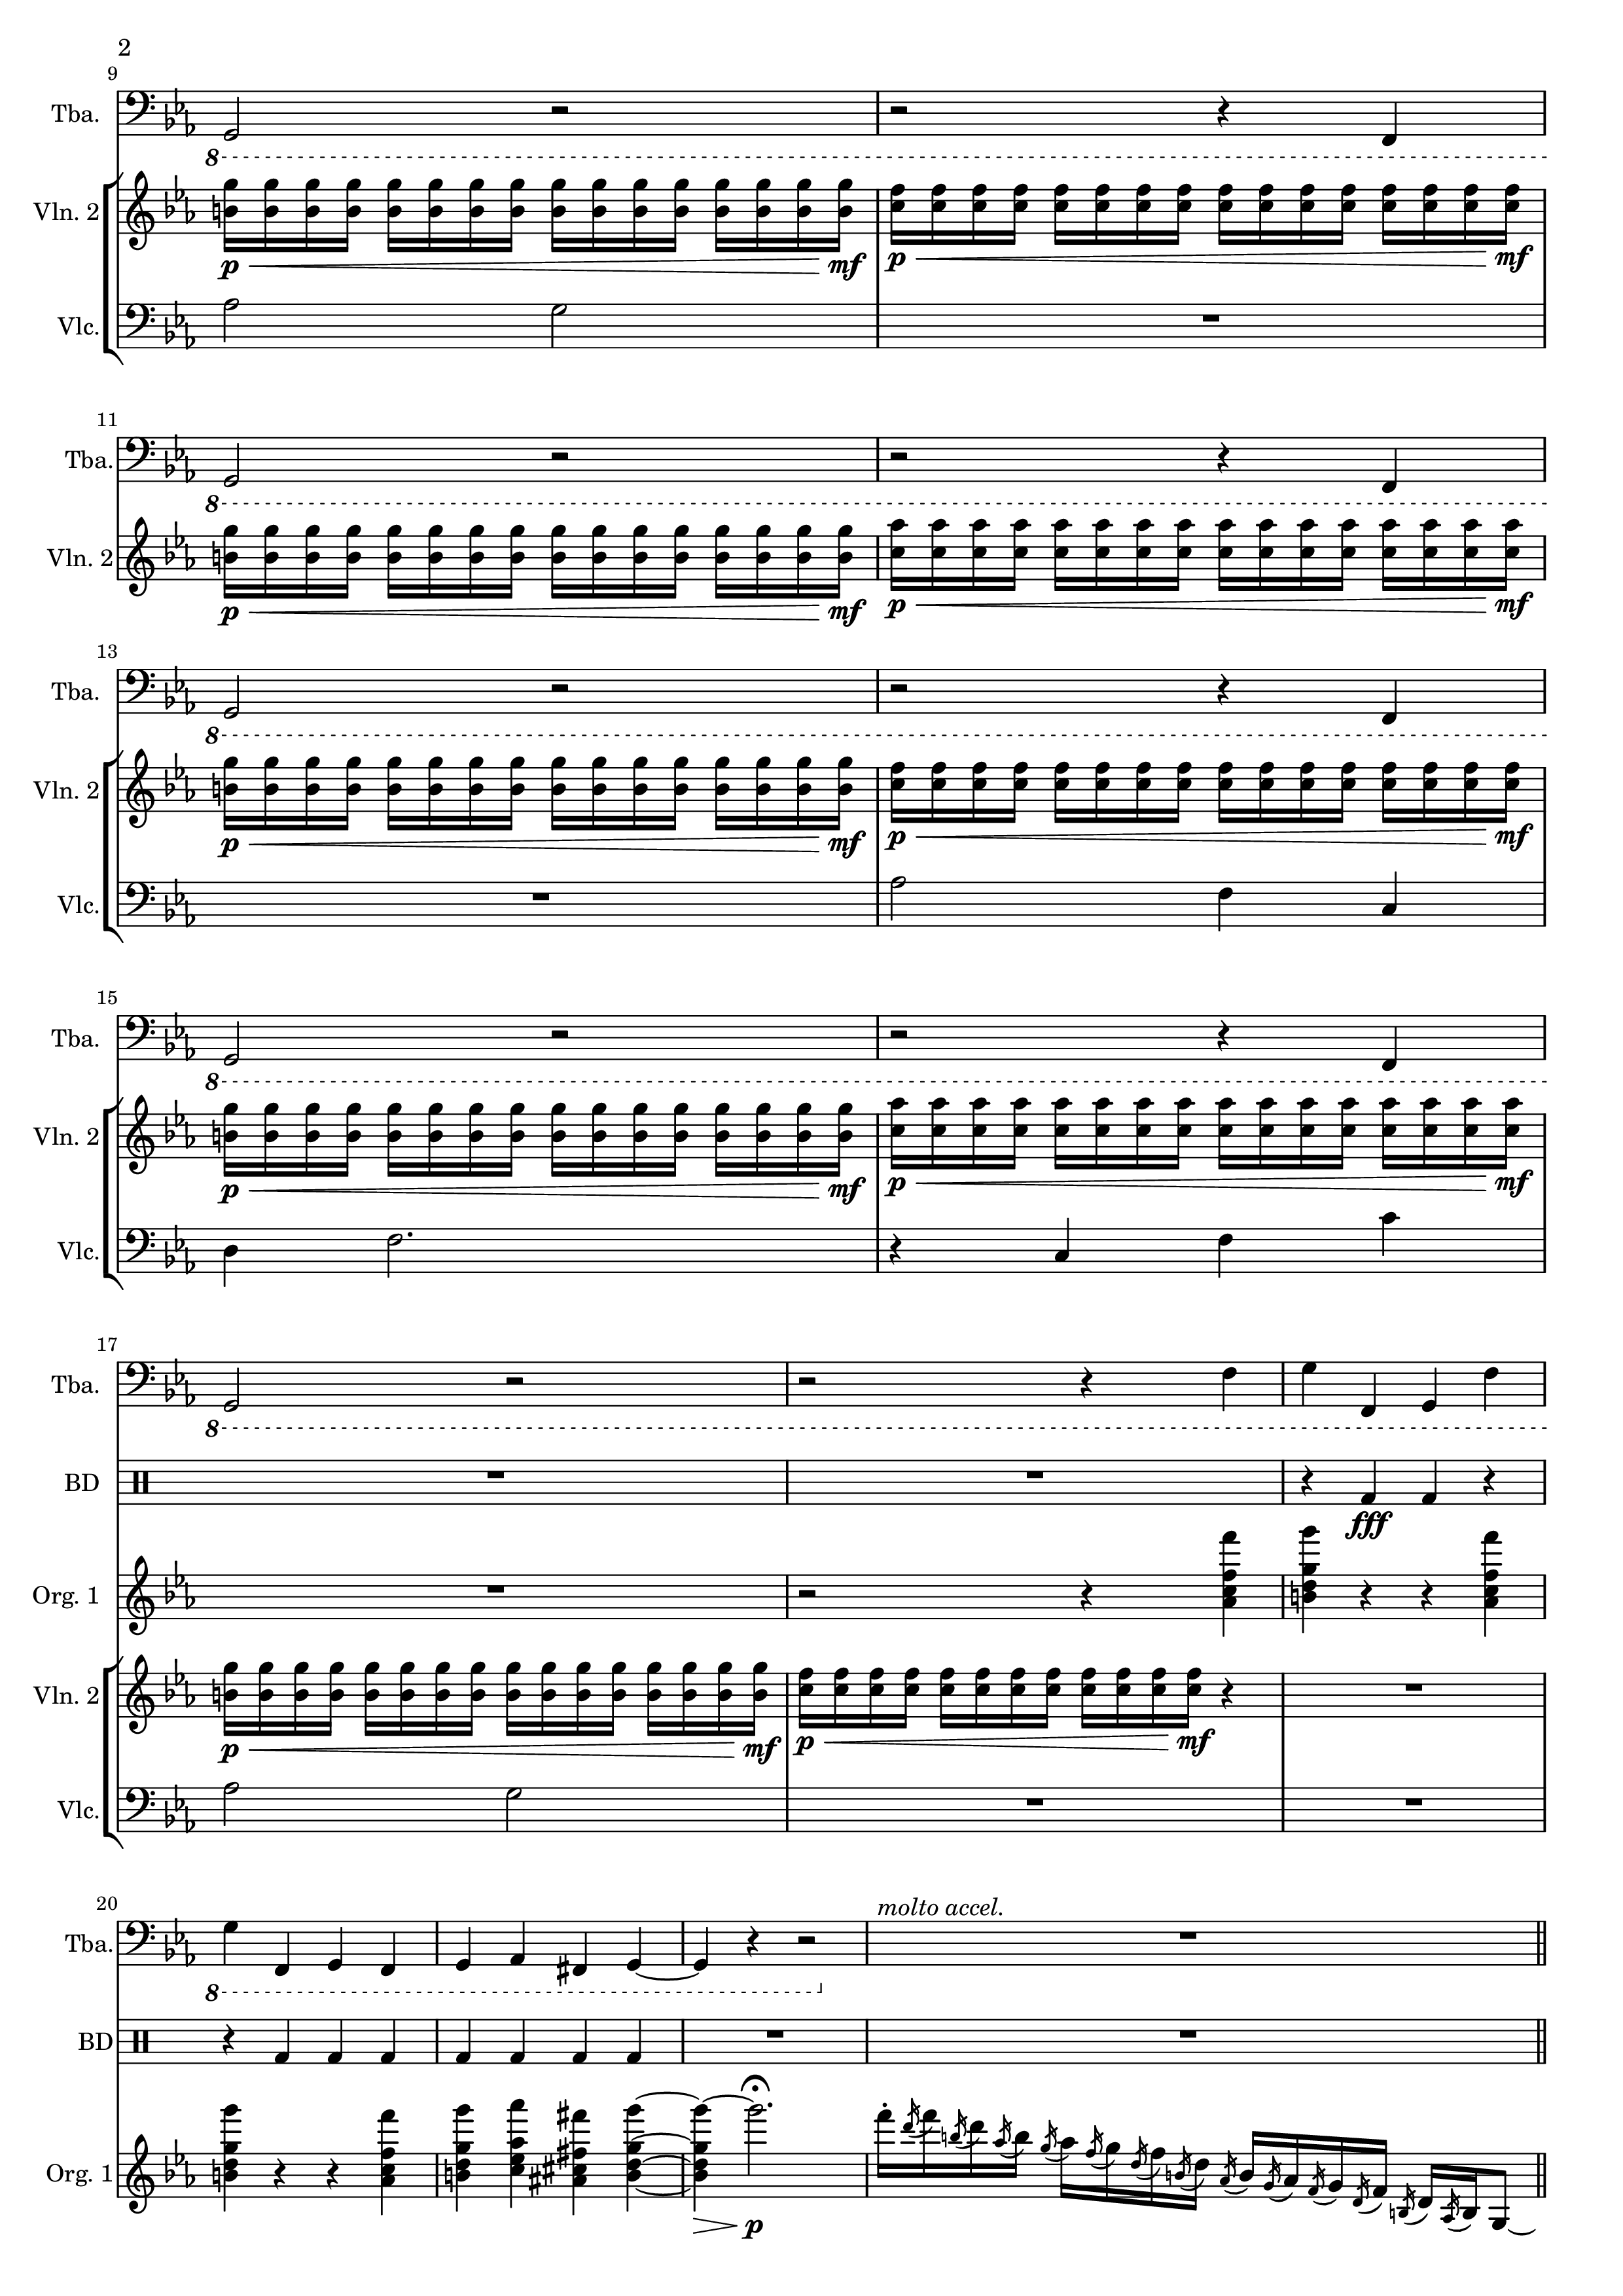 2
9
Tba.
8
Vln. 2
p mf p mf
Vlc.
11
Tba.
8
Vln. 2
p mf p mf
13
Tba.
8
Vln. 2
p mf p mf
Vlc.
15
Tba.
8
Vln. 2
p mf p mf
Vlc.
17
Tba.
8
BD
fff
Org. 1
Vln. 2
p mf p mf
Vlc.
20
molto accel.
Tba.
8
BD
Org. 1
p